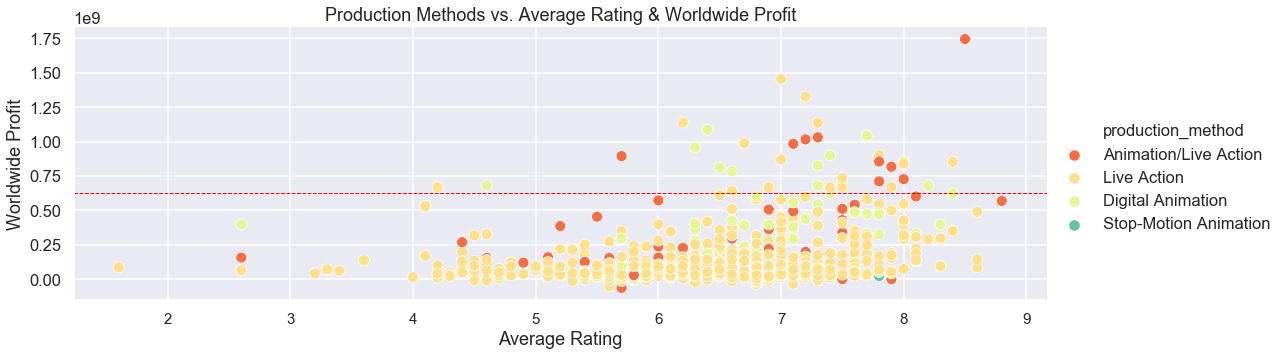 Production Methods vs. Average Rating & Worldwide Profit
1e9
1.75
1.50
1.25
1.00
0.75
0.50
0.25
0.00
Worldwide Profit
2 3 4 5 6 7 8 9
Average Rating
production_method
Animation/Live Action
Live Action
Digital Animation
Stop-Motion Animation